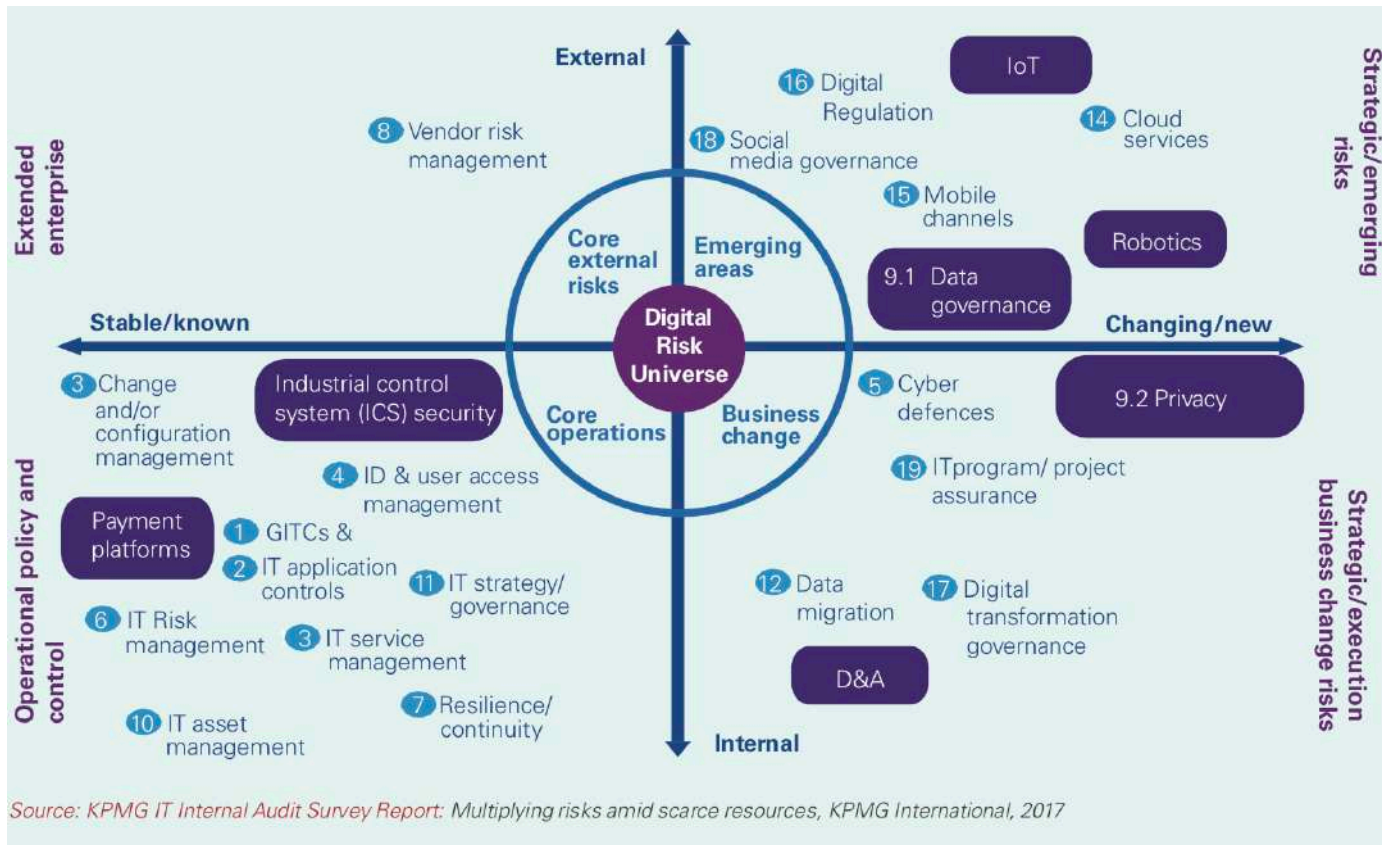 External
IoT
16 Digital
Regulation
14 Cloud
services
8 Vendor risk
management
18 Social
media governance
15 Mobile
channels
Extended
enterprise
Strategic/emerging
risks
Core
external
risks
Emerging
areas
Robotics
9.1 Data
governance
Stable/known
Digital
Risk
Universe
Changing/new
3 Change
and/or
configuration
management
Industrial control
system (ICS) security
Core
operations
Business
change
5 Cyber
defences
9.2 Privacy
4 ID & user access
management
19 ITprogram/ project
assurance
Payment
platforms
1 GITCs &
2 IT application
controls
11 IT strategy/
governance
12 Data
migration
17 Digital
transformation
governance
6 IT Risk
management
3 IT service
management
D&A
7 Resilience/
continuity
10 IT asset
management
Internal
Operational policy and
control
Strategic/execution
business change risks
Source: KPMG IT Internal Audit Survey Report: Multiplying risks amid scarce resources, KPMG International, 2017